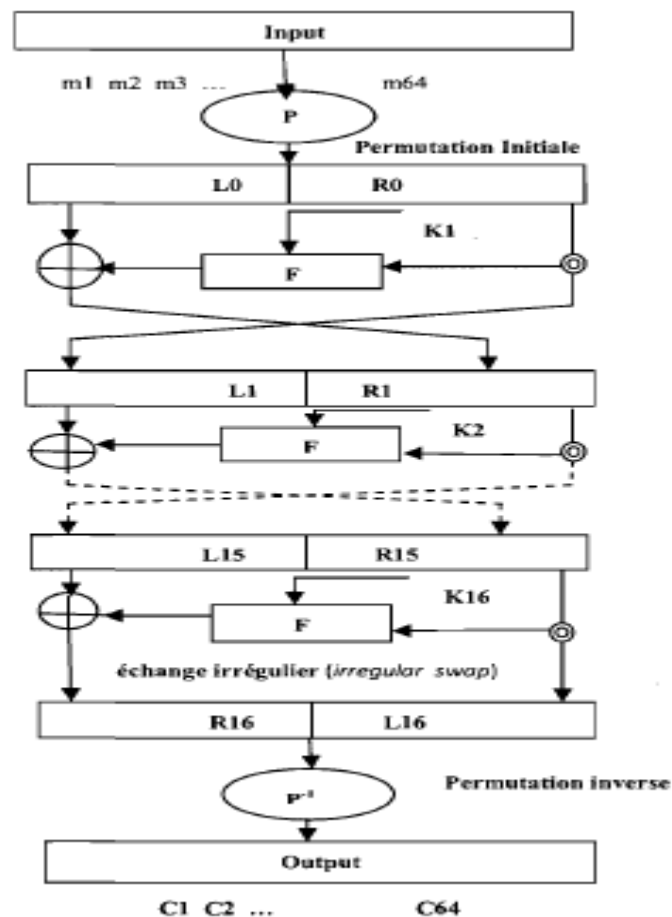 Input
m1 m2 m3 ... m64
P
Permutation Initiale
L0 R0
K1
F
L1 R1
K2
F
L15 R15
K16
F
échange irrégulier (irregular swap)
R16 L16
P⁻¹
Permutation inverse
Output
C1 C2 ... C64